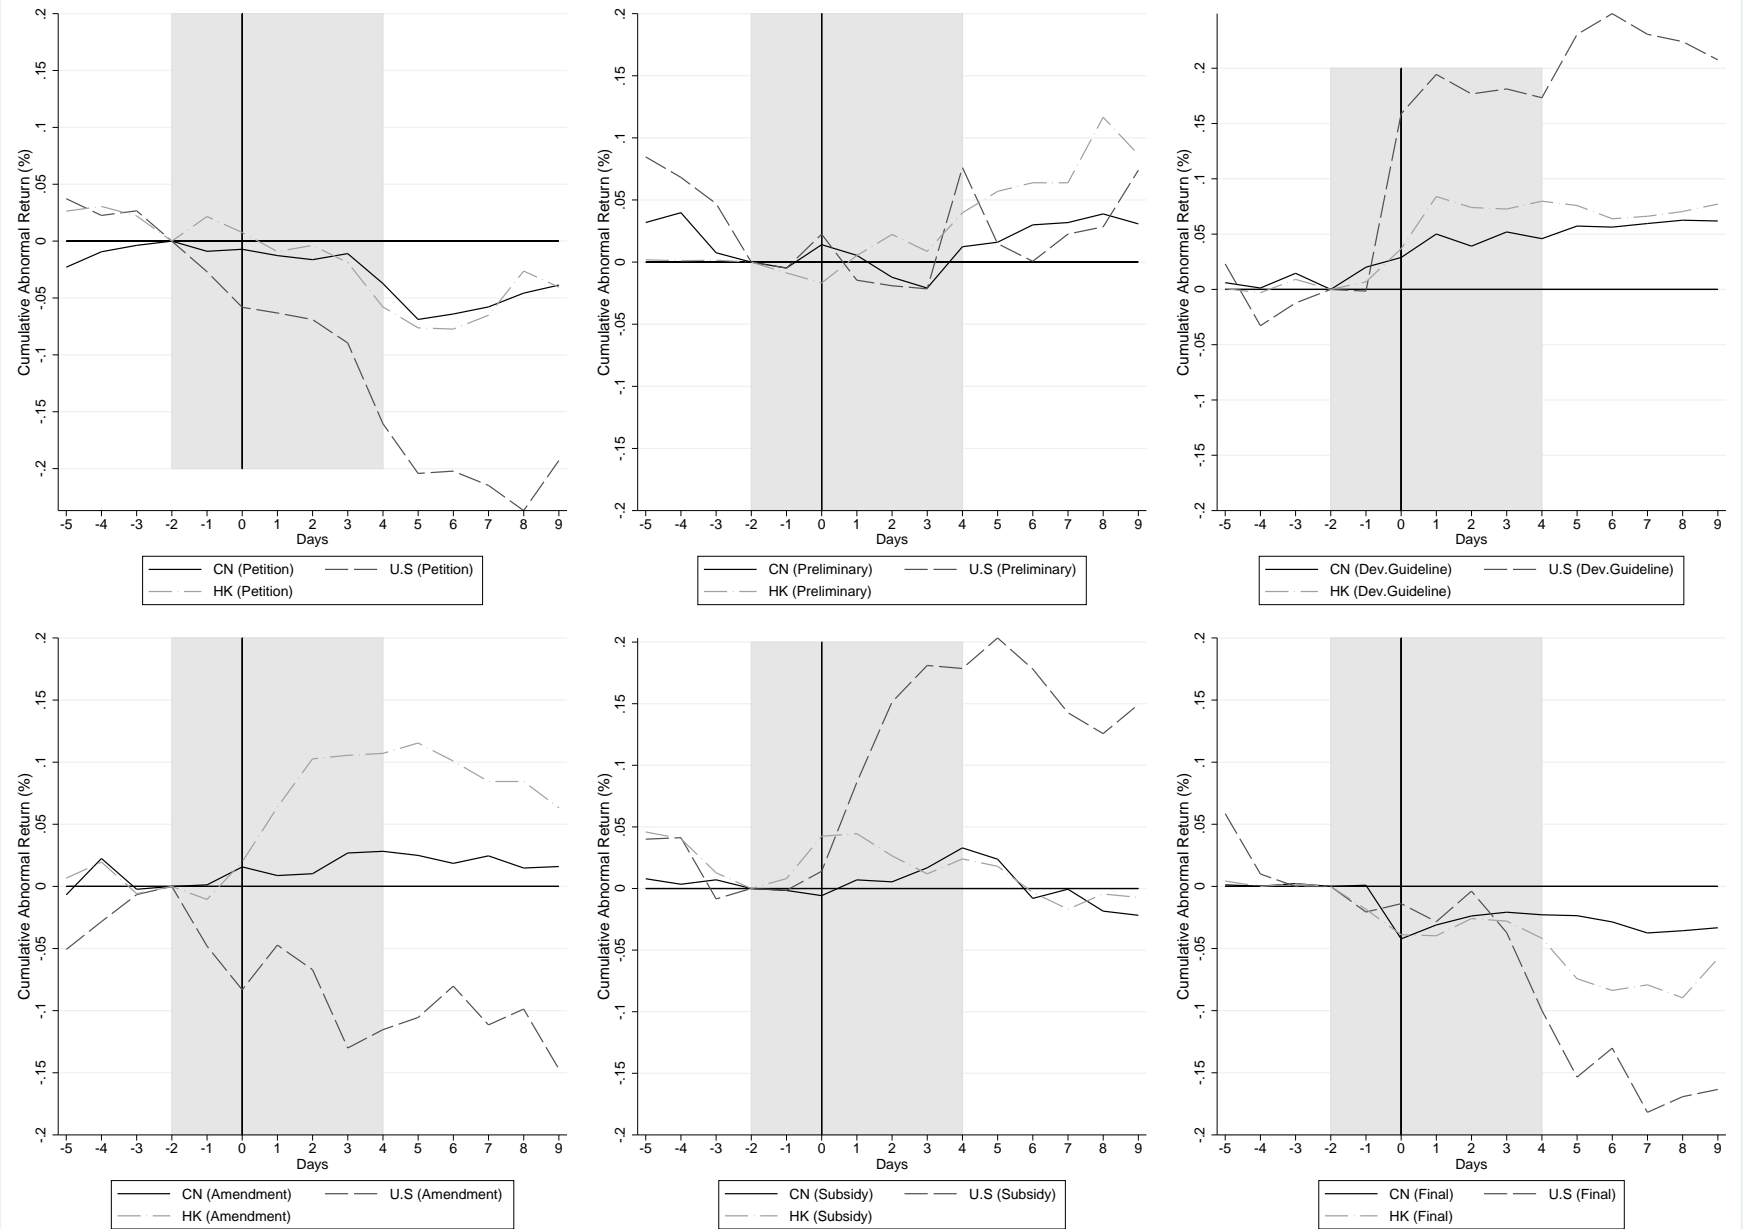 Cumulative Abnormal Return (%)
.2
.15
.1
.05
0
-.05
-.1
-.15
-.2
-5 -4 -3 -2 -1 0 1 2 3 4 5 6 7 8 9
Days
CN (Petition) U.S (Petition)
HK (Petition)
Cumulative Abnormal Return (%)
.2
.15
.1
.05
0
-.05
-.1
-.15
-.2
-5 -4 -3 -2 -1 0 1 2 3 4 5 6 7 8 9
Days
CN (Preliminary) U.S (Preliminary)
HK (Preliminary)
Cumulative Abnormal Return (%)
.2
.15
.1
.05
0
-.05
-.1
-.15
-.2
-5 -4 -3 -2 -1 0 1 2 3 4 5 6 7 8 9
Days
CN (Dev.Guideline) U.S (Dev.Guideline)
HK (Dev.Guideline)
Cumulative Abnormal Return (%)
.2
.15
.1
.05
0
-.05
-.1
-.15
-.2
-5 -4 -3 -2 -1 0 1 2 3 4 5 6 7 8 9
Days
CN (Amendment) U.S (Amendment)
HK (Amendment)
Cumulative Abnormal Return (%)
.2
.15
.1
.05
0
-.05
-.1
-.15
-.2
-5 -4 -3 -2 -1 0 1 2 3 4 5 6 7 8 9
Days
CN (Subsidy) U.S (Subsidy)
HK (Subsidy)
Cumulative Abnormal Return (%)
.2
.15
.1
.05
0
-.05
-.1
-.15
-.2
-5 -4 -3 -2 -1 0 1 2 3 4 5 6 7 8 9
Days
CN (Final) U.S (Final)
HK (Final)